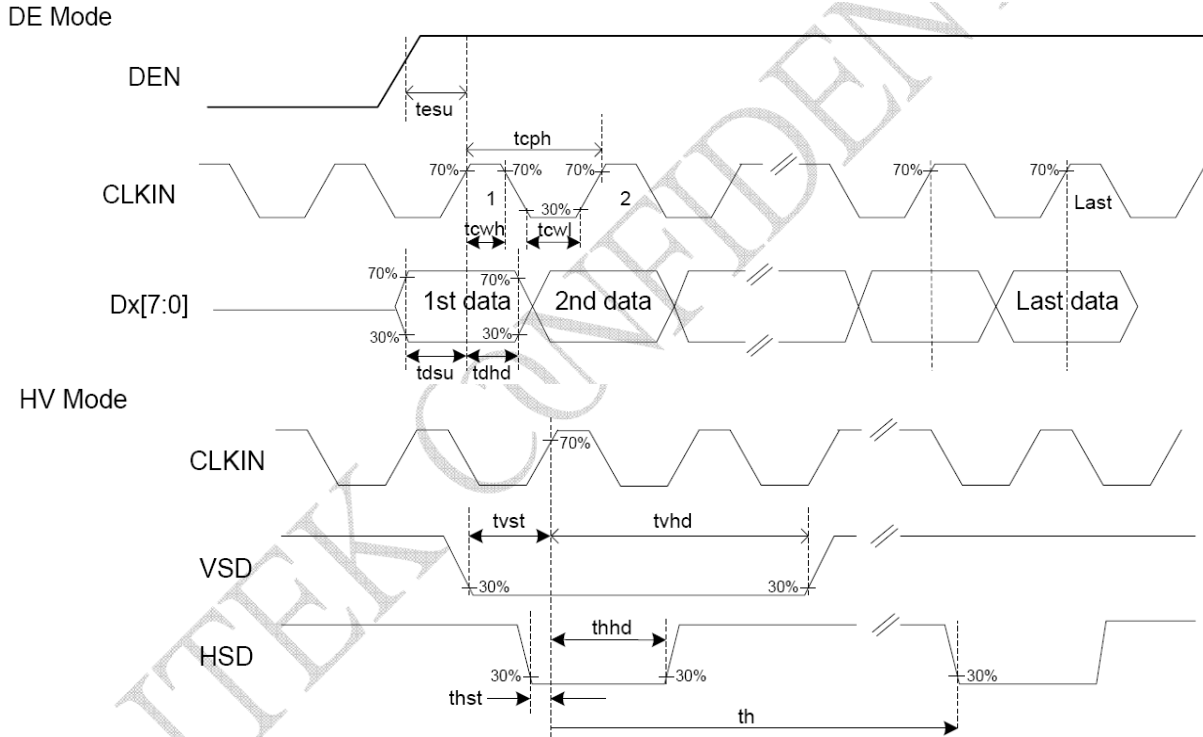 DE Mode
DEN
tesu
tcph
CLKIN
70%
70%
70%
70%
70%
1
2
Last
30%
tcwh
tcwl
Dx[7:0]
70%
70%
1st data
2nd data
Last data
30%
30%
tdsu
tdhd
HV Mode
CLKIN
70%
tvst
tvhd
VSD
30%
30%
thhd
HSD
30%
30%
30%
thst
th
ITEK CONFIDEN